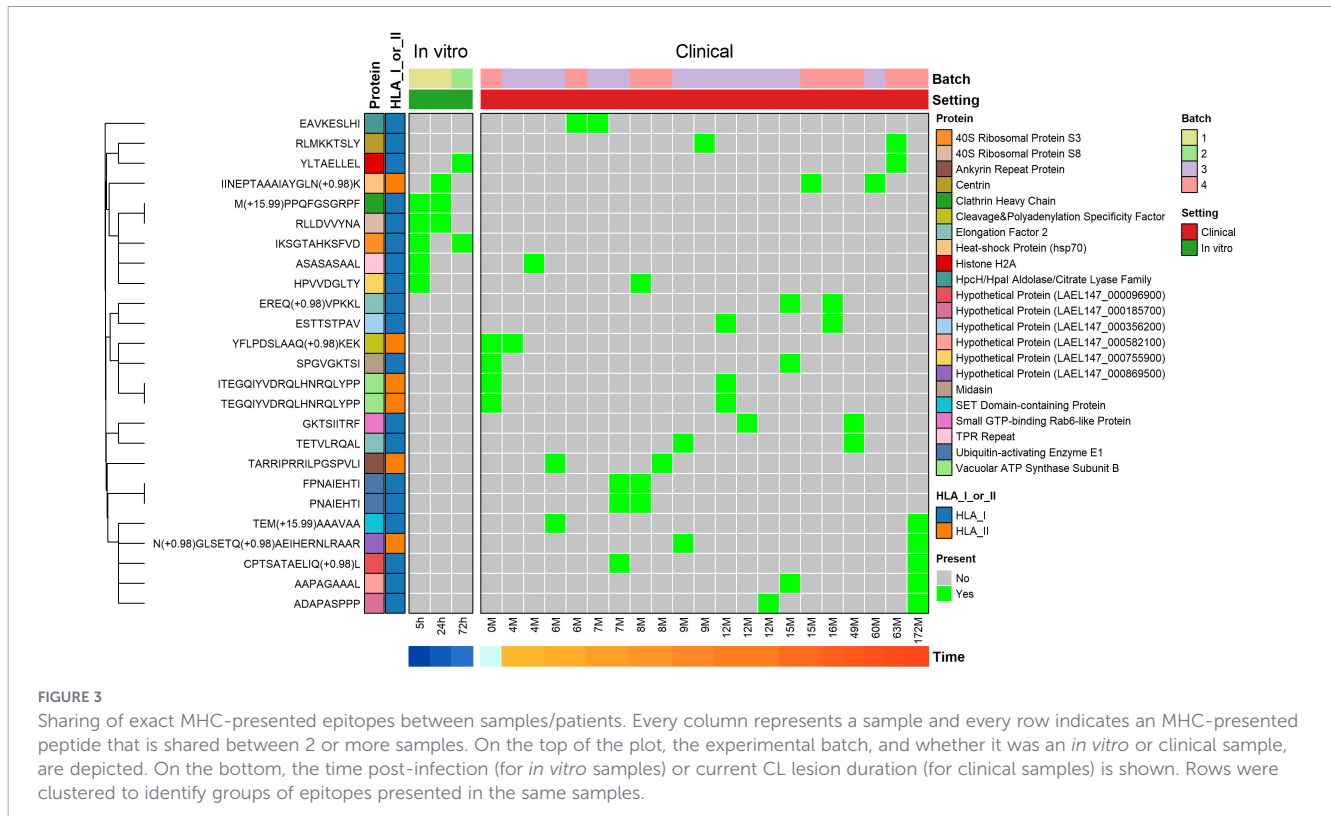 In vitro
Clinical
Protein
HLA_I_or_II
Batch
Setting
EAVKESLHI
RLMKKTSLY
YLTAELLEL
IINEPTAAAIAYGLN(+0.98)K
M(+15.99)PPQFGSGRPF
RLLDVVYNA
IKSGTAHKSFVD
ASASASAAL
HPVVDGLTY
EREQ(+0.98)VPKKL
ESTTSTPAV
YFLPDSLAAQ(+0.98)KEK
SPGVGKTSI
ITEGQIYVDRQLHNRQLYPP
TEGQIYVDRQLHNRQLYPP
GKTSIITRF
TETVLRQAL
TARRIPRRILPGSPVLI
FPNAIEHTI
PNAIEHTI
TEM(+15.99)AAAVAA
N(+0.98)GLSETQ(+0.98)AEIHERNLRAAR
CPTSATAELIQ(+0.98)L
AAPAGAAAL
ADAPASPPP
5h
24h
72h
0M
4M
4M
6M
6M
7M
7M
8M
8M
9M
9M
12M
12M
12M
15M
15M
16M
49M
60M
63M
172M
Time
Protein
40S Ribosomal Protein S3
40S Ribosomal Protein S8
Ankyrin Repeat Protein
Centrin
Clathrin Heavy Chain
Cleavage&Polyadenylation Specificity Factor
Elongation Factor 2
Heat-shock Protein (hsp70)
Histone H2A
HpcH/HpaI Aldolase/Citrate Lyase Family
Hypothetical Protein (LAEL147_000096900)
Hypothetical Protein (LAEL147_000185700)
Hypothetical Protein (LAEL147_000356200)
Hypothetical Protein (LAEL147_000582100)
Hypothetical Protein (LAEL147_000755900)
Hypothetical Protein (LAEL147_000869500)
Midasin
SET Domain-containing Protein
Small GTP-binding Rab6-like Protein
TPR Repeat
Ubiquitin-activating Enzyme E1
Vacuolar ATP Synthase Subunit B
HLA_I_or_II
HLA_I
HLA_II
Present
No
Yes
Batch
1
2
3
4
Setting
Clinical
In vitro
FIGURE 3
Sharing of exact MHC-presented epitopes between samples/patients. Every column represents a sample and every row indicates an MHC-presented
peptide that is shared between 2 or more samples. On the top of the plot, the experimental batch, and whether it was an in vitro or clinical sample,
are depicted. On the bottom, the time post-infection (for in vitro samples) or current CL lesion duration (for clinical samples) is shown. Rows were
clustered to identify groups of epitopes presented in the same samples.